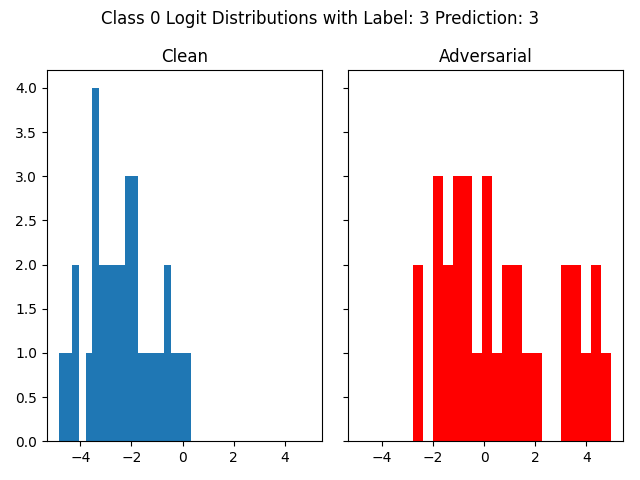 Class 0 Logit Distributions with Label: 3 Prediction: 3
Clean
Adversarial
4.0
3.5
3.0
2.5
2.0
1.5
1.0
0.5
0.0
−4 −2 0 2 4
−4 −2 0 2 4